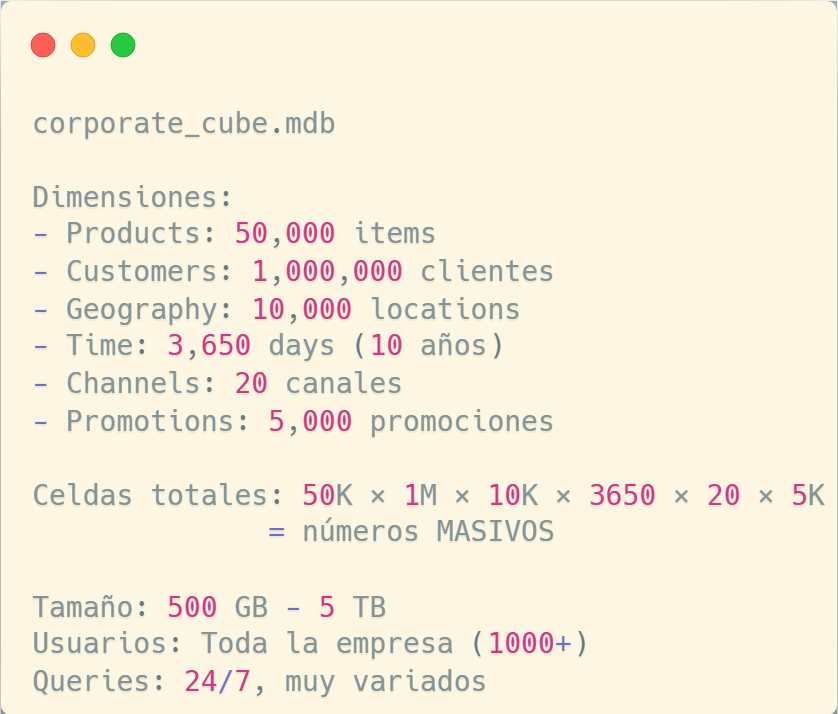 corporate_cube.mdb
Dimensiones:
- Products: 50,000 items
- Customers: 1,000,000 clientes
- Geography: 10,000 locations
- Time: 3,650 days (10 años)
- Channels: 20 canales
- Promotions: 5,000 promociones
Celdas totales: 50K × 1M × 10K × 3650 × 20 × 5K
= números MASIVOS
Tamaño: 500 GB - 5 TB
Usuarios: Toda la empresa (1000+)
Queries: 24/7, muy variados